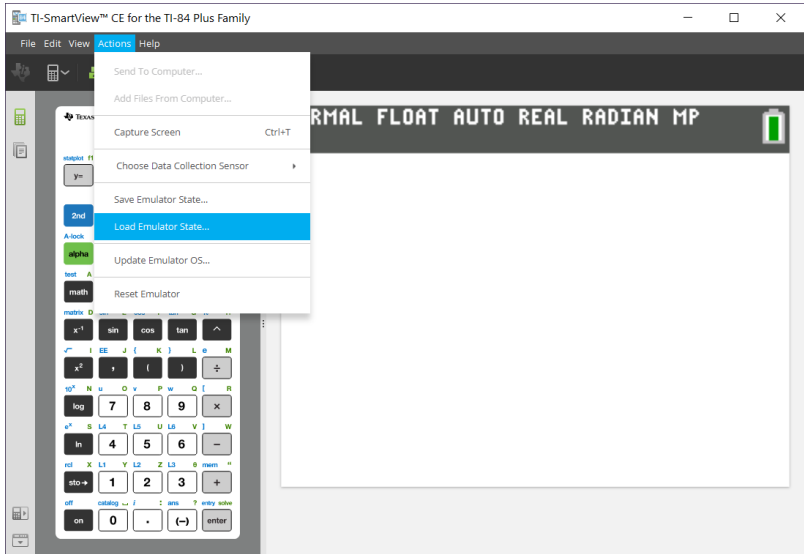 TI-SmartView™ CE for the TI-84 Plus Family
File Edit View Actions Help
Send To Computer...
Add Files From Computer...
Capture Screen Ctrl+T
Choose Data Collection Sensor
Save Emulator State...
Load Emulator State...
Update Emulator OS...
Reset Emulator
RMAL FLOAT AUTO REAL RADIAN MP
TEXAS
statplot f1
y=
2nd
A-lock
alpha
test A
math
matrix D
x⁻¹ sin cos tan ^
√ I EE J { K } L e M
x² , ( ) ÷
10ˣ N u O v P w Q [ R
log 7 8 9 ×
eˣ S L4 T L5 U L6 V ] W
ln 4 5 6 −
rcl X L1 Y L2 Z L3 θ mem "
sto→ 1 2 3 +
off catalog i : ans ? entry solve
on 0 . (−) enter